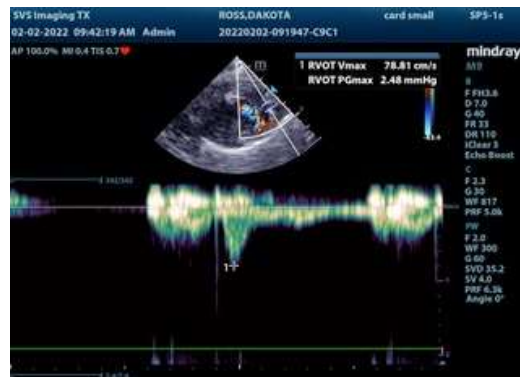 SVS Imaging TX ROSS,DAKOTA card small SP5-1s
02-02-2022 09:42:19 AM Admin 20220202-091947-C9C1
AP 100.0% MI 0.4 TIS 0.7
mindray
M9
1 RVOT Vmax 78.81 cm/s
RVOT PGmax 2.48 mmHg
B
F FH3.6
D 7.0
G 40
FR 33
DR 110
iClear 3
Echo Boost
C
F 2.3
G 30
WF 817
PRF 5.0k
PW
F 2.0
WF 300
G 60
SVD 35.2
SV 4.0
PRF 6.3k
Angle 0°
1